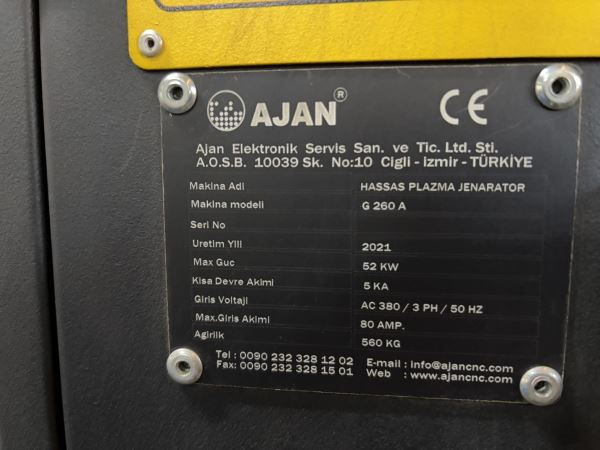 AJAN® CE
Ajan Elektronik Servis San. ve Tic. Ltd. Sti.
A.O.S.B. 10039 Sk. No:10 Cigli - izmir - TÜRKİYE
Makina Adi HASSAS PLAZMA JENARATOR
Makina modeli G 260 A
Seri No
Uretim Yili 2021
Max Guc 52 KW
Kisa Devre Akimi 5 KA
Giris Voltaji AC 380 / 3 PH / 50 HZ
Max.Giris Akimi 80 AMP.
Agirlik 560 KG
Tel : 0090 232 328 12 02 E-mail : info@ajancnc.com
Fax: 0090 232 328 15 01 Web : www.ajancnc.com